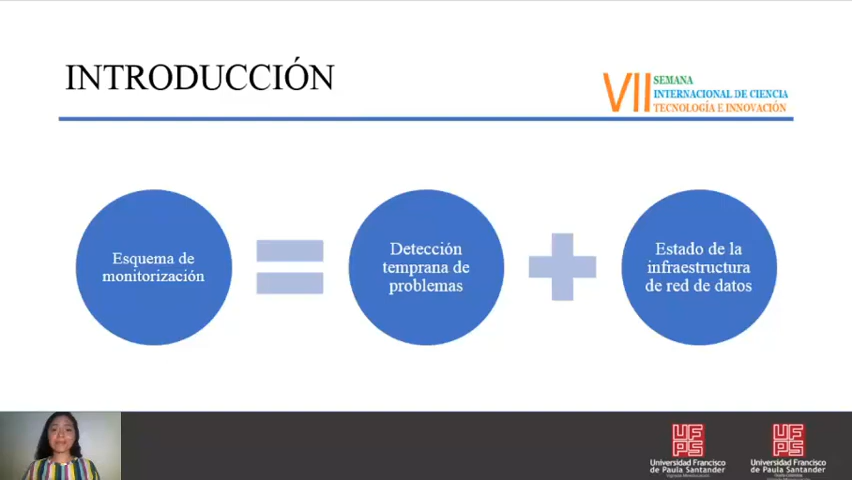 INTRODUCCIÓN
VII
SEMANA
INTERNACIONAL DE CIENCIA
TECNOLOGÍA E INNOVACIÓN
Esquema de
monitorización
Detección
temprana de
problemas
Estado de la
infraestructura
de red de datos
UFPS
Universidad Francisco
de Paula Santander
UFPS
Universidad Francisco
de Paula Santander